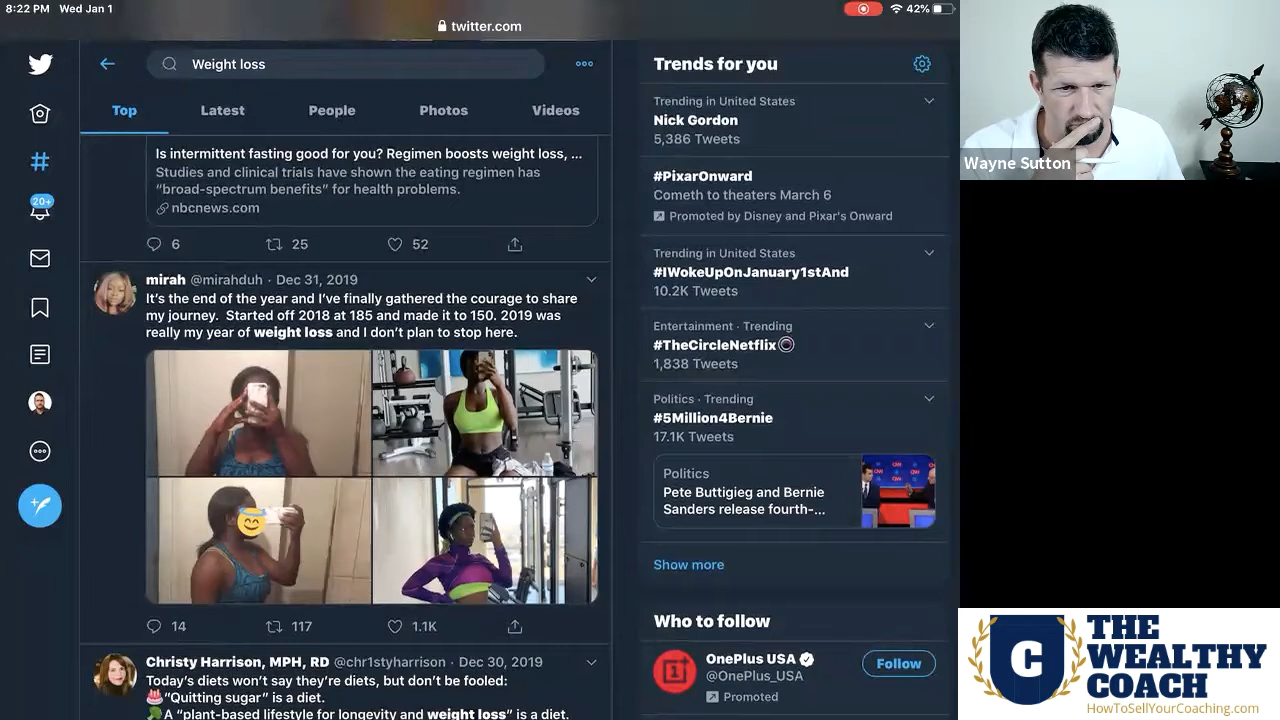 8:22 PM Wed Jan 1
42%
twitter.com
Weight loss
Top
Latest
People
Photos
Videos
20+
Is intermittent fasting good for you? Regimen boosts weight loss, ...
Studies and clinical trials have shown the eating regimen has
“broad-spectrum benefits” for health problems.
nbcnews.com
6
25
52
mirah @mirahduh · Dec 31, 2019
It’s the end of the year and I’ve finally gathered the courage to share
my journey. Started off 2018 at 185 and made it to 150. 2019 was
really my year of weight loss and I don’t plan to stop here.
14
117
1.1K
Christy Harrison, MPH, RD @chr1styharrison · Dec 30, 2019
Today’s diets won’t say they’re diets, but don’t be fooled:
🍰“Quitting sugar” is a diet.
🥦A “plant-based lifestyle for longevity and weight loss” is a diet.
Trends for you
Trending in United States
Nick Gordon
5,386 Tweets
#PixarOnward
Cometh to theaters March 6
Promoted by Disney and Pixar's Onward
Trending in United States
#IWokeUpOnJanuary1stAnd
10.2K Tweets
Entertainment · Trending
#TheCircleNetflix
1,838 Tweets
Politics · Trending
#5Million4Bernie
17.1K Tweets
Politics
Pete Buttigieg and Bernie
Sanders release fourth-...
Show more
Who to follow
OnePlus USA
@OnePlus_USA
Promoted
Follow
Wayne Sutton
C
THE
WEALTHY
COACH
HowToSellYourCoaching.com